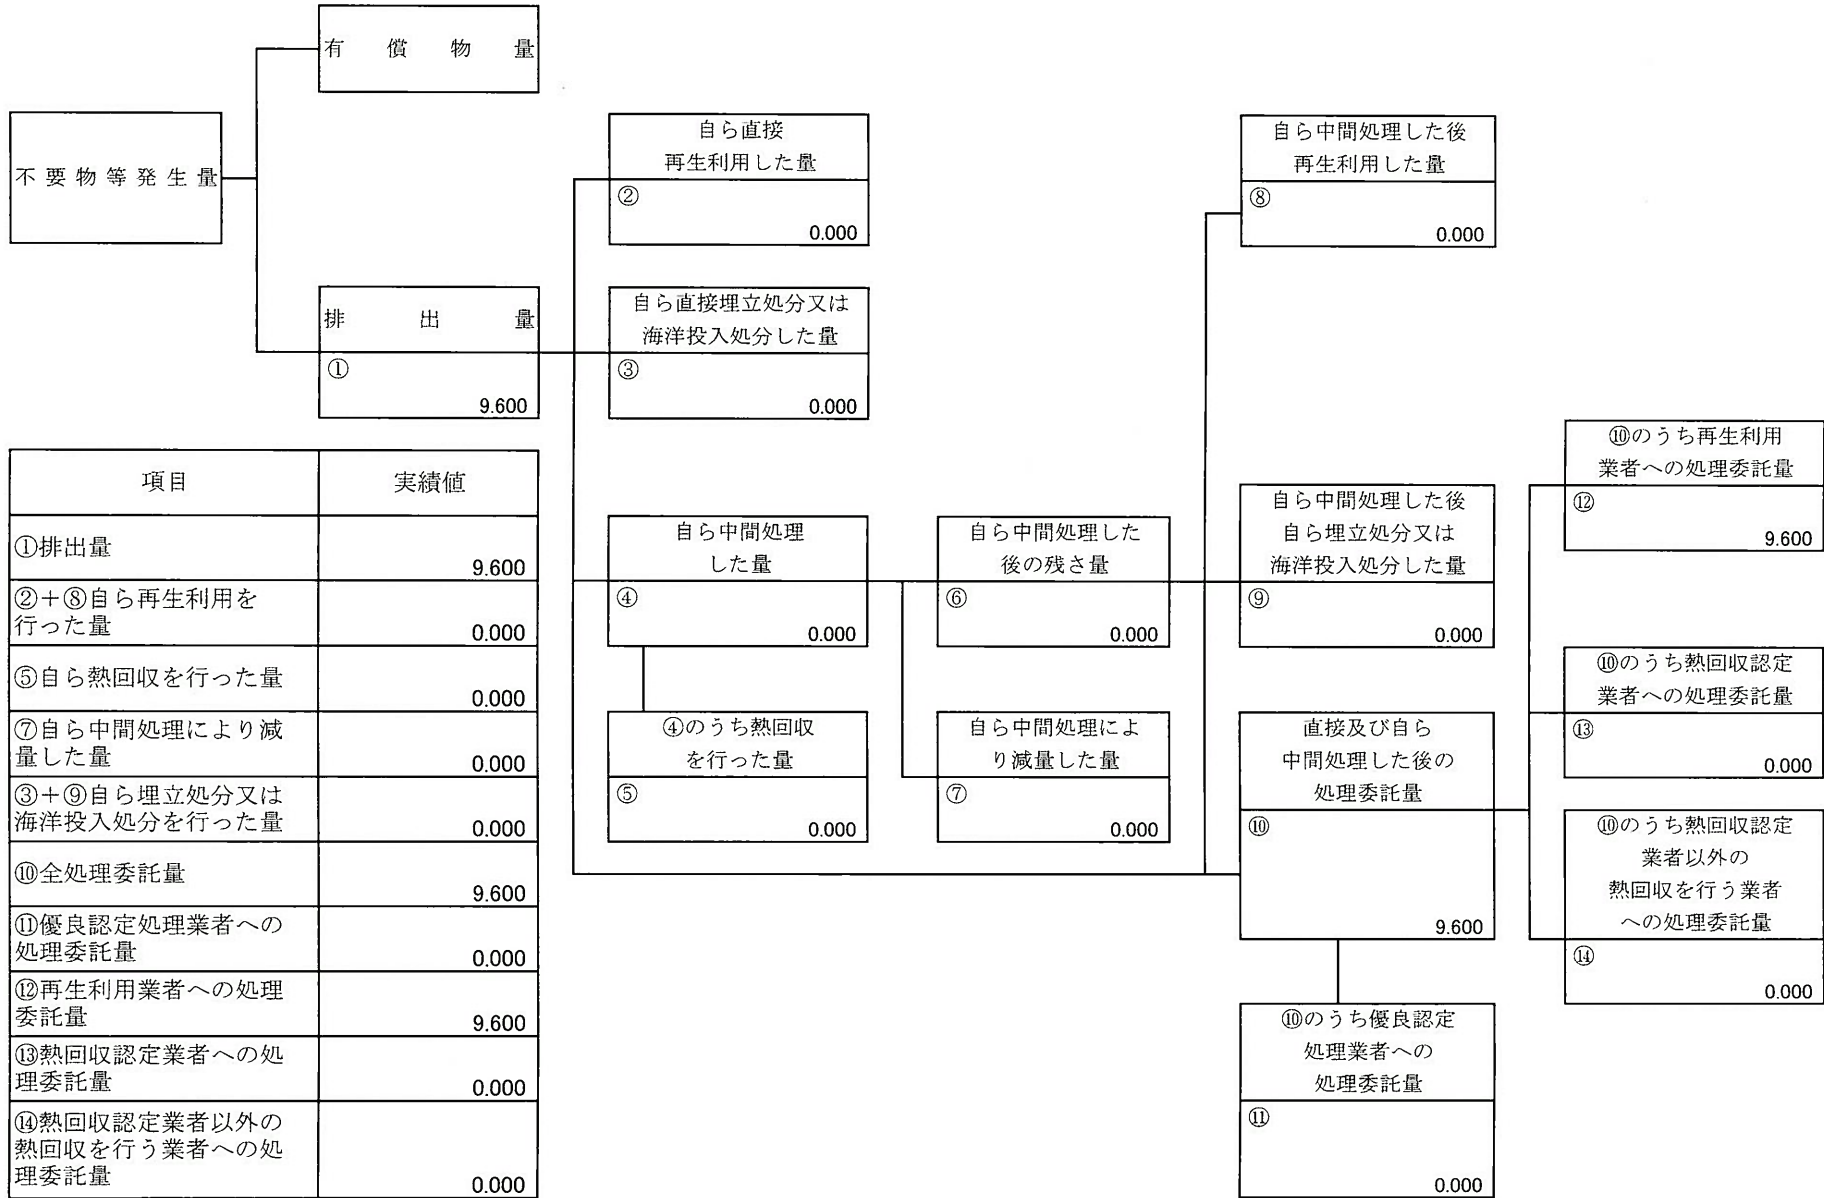 有償物量
不要物等発生量
排出量
①
9.600
自ら直接
再生利用した量
②
0.000
自ら直接埋立処分又は
海洋投入処分した量
③
0.000
自ら中間処理した後
再生利用した量
⑧
0.000
自ら中間処理
した量
④
0.000
④のうち熱回収
を行った量
⑤
0.000
自ら中間処理した
後の残さ量
⑥
0.000
自ら中間処理によ
り減量した量
⑦
0.000
自ら中間処理した後
自ら埋立処分又は
海洋投入処分した量
⑨
0.000
直接及び自ら
中間処理した後の
処理委託量
⑩
9.600
⑩のうち優良認定
処理業者への
処理委託量
⑪
0.000
⑩のうち再生利用
業者への処理委託量
⑫
9.600
⑩のうち熱回収認定
業者への処理委託量
⑬
0.000
⑩のうち熱回収認定
業者以外の
熱回収を行う業者
への処理委託量
⑭
0.000
項目 実績値
①排出量
9.600
②＋⑧自ら再生利用を
行った量
0.000
⑤自ら熱回収を行った量
0.000
⑦自ら中間処理により減
量した量
0.000
③＋⑨自ら埋立処分又は
海洋投入処分を行った量
0.000
⑩全処理委託量
9.600
⑪優良認定処理業者への
処理委託量
0.000
⑫再生利用業者への処理
委託量
9.600
⑬熱回収認定業者への処
理委託量
0.000
⑭熱回収認定業者以外の
熱回収を行う業者への処
理委託量
0.000